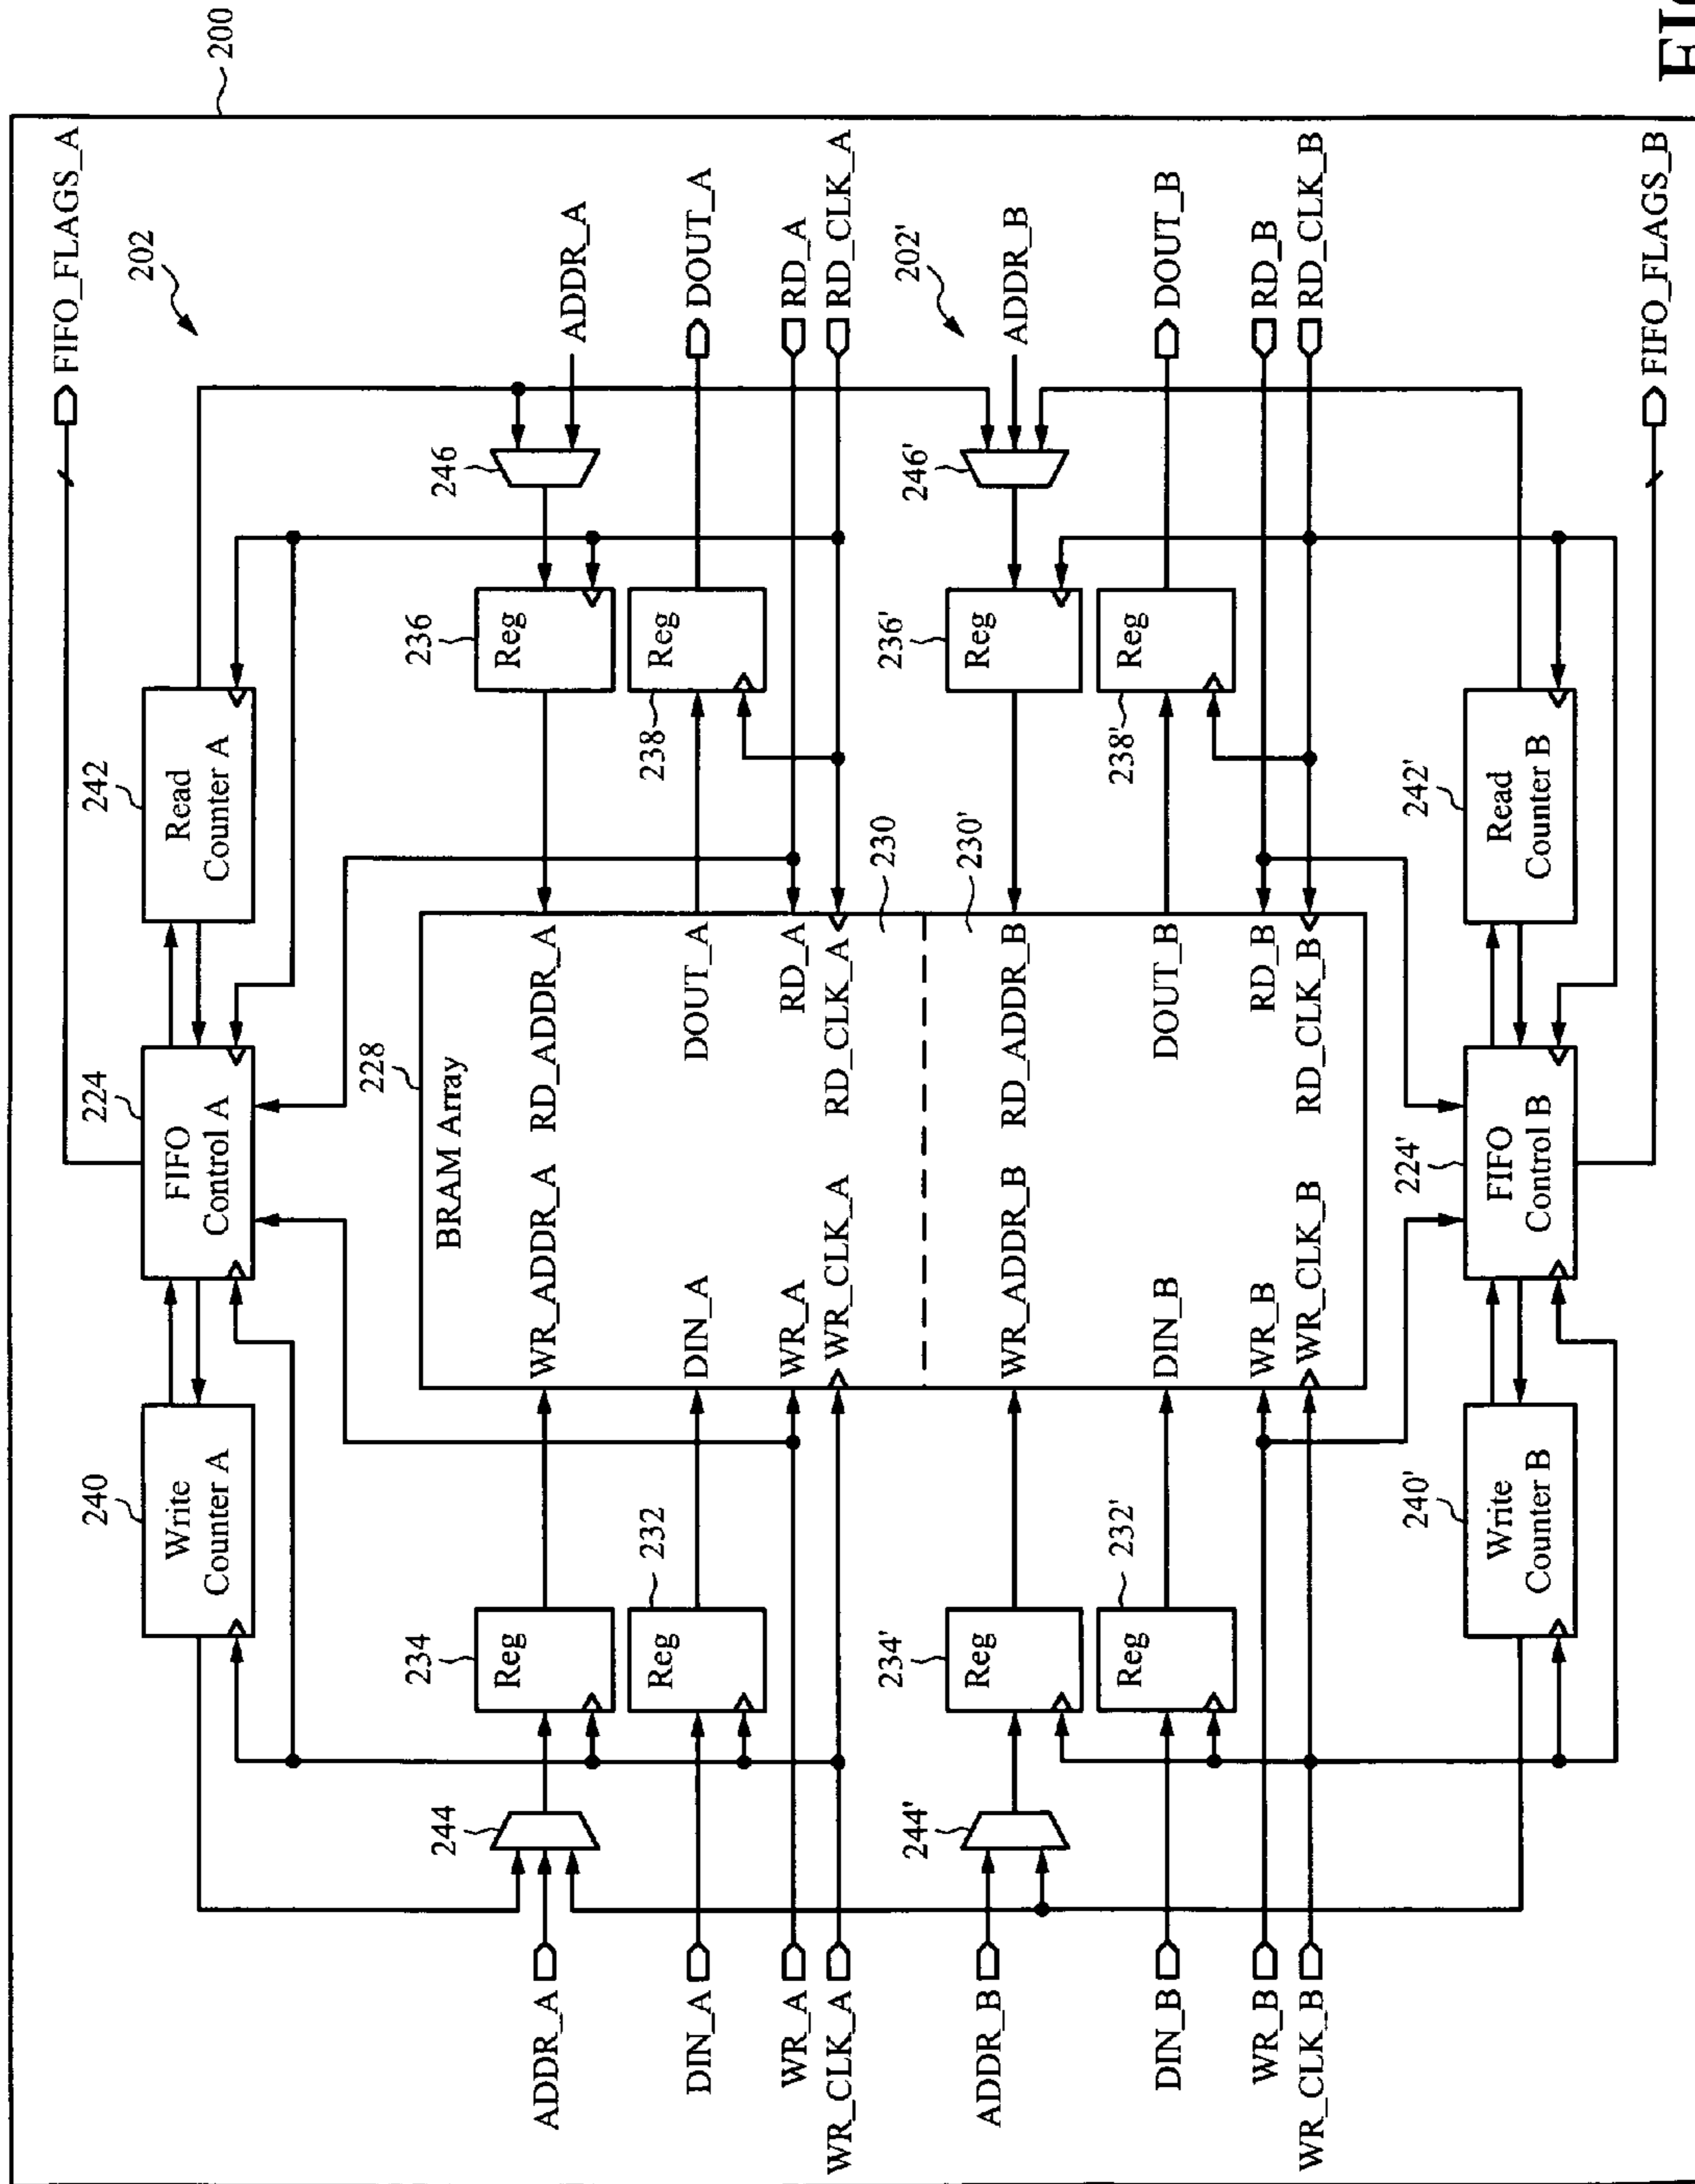 200
FIFO_FLAGS_A
202
240
Write
Counter A
224
FIFO
Control A
242
Read
Counter A
ADDR_A
244
234
Reg
228
BRAM Array
WR_ADDR_A
RD_ADDR_A
236
Reg
246
ADDR_A
DIN_A
232
Reg
DIN_A
DOUT_A
238
Reg
DOUT_A
WR_A
WR_A
RD_A
RD_A
WR_CLK_A
WR_CLK_A
RD_CLK_A
RD_CLK_A
230
230'
202'
ADDR_B
244'
234'
Reg
WR_ADDR_B
RD_ADDR_B
236'
Reg
246'
ADDR_B
DIN_B
232'
Reg
DIN_B
DOUT_B
238'
Reg
DOUT_B
WR_B
WR_B
RD_B
RD_B
WR_CLK_B
WR_CLK_B
RD_CLK_B
RD_CLK_B
240'
Write
Counter B
224'
FIFO
Control B
242'
Read
Counter B
FIFO_FLAGS_B